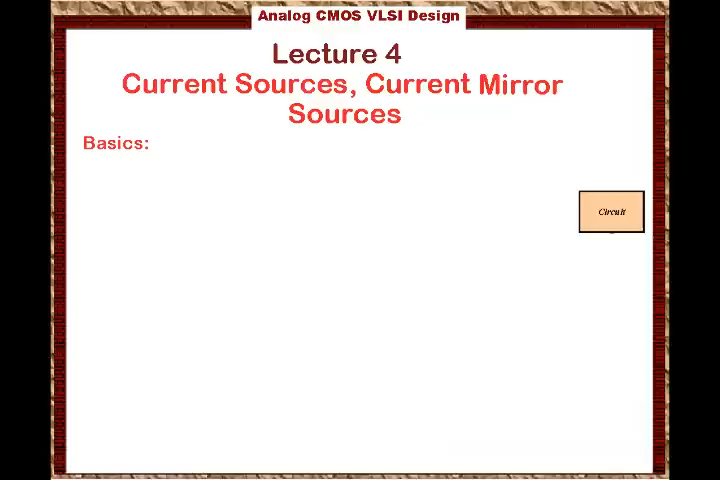 Analog CMOS VLSI Design
Lecture 4
Current Sources, Current Mirror
Sources
Basics:
Circuit